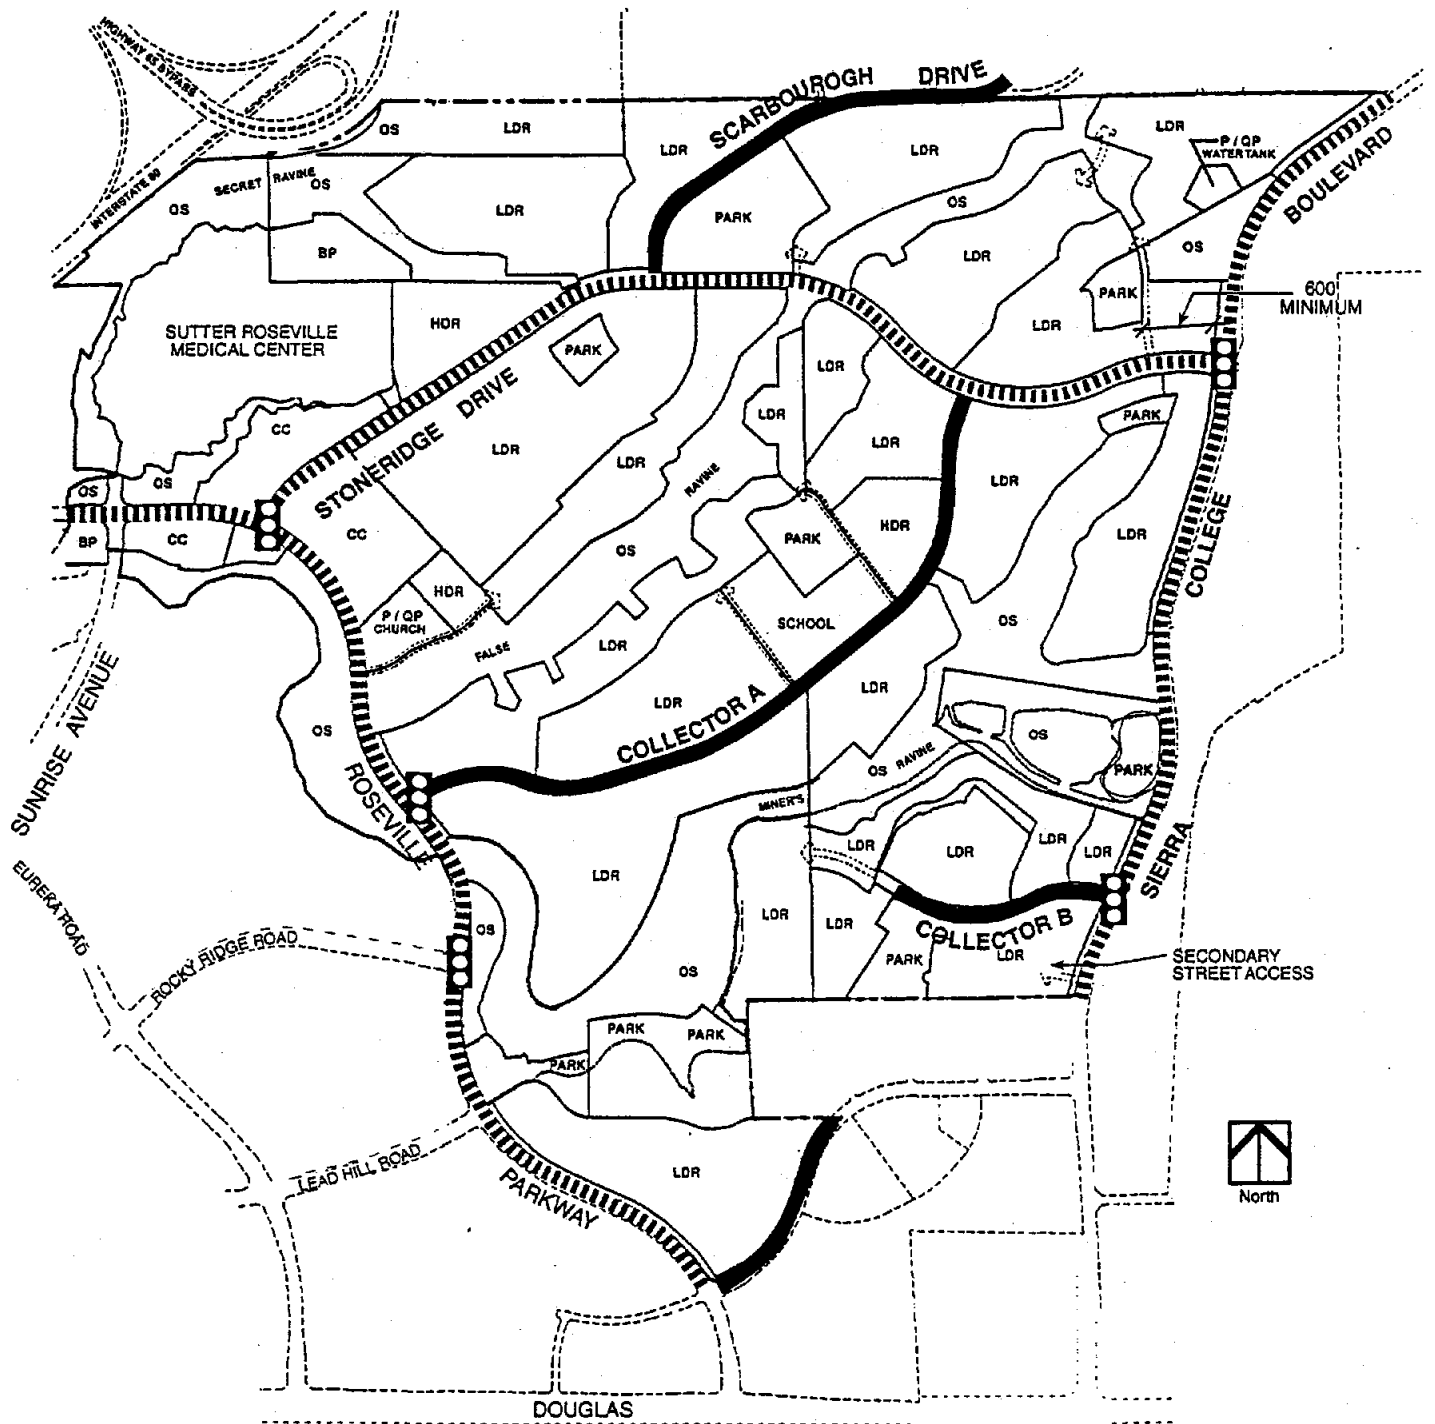 HIGHWAY 65 BYPASS
INTERSTATE 80
SCARBOUROGH DRIVE
OS
LDR
LDR
LDR
LDR
P / QP
WATER TANK
BOULEVARD
SECRET RAVINE
OS
OS
LDR
PARK
OS
OS
BP
LDR
PARK
600
MINIMUM
SUTTER ROSEVILLE
MEDICAL CENTER
HDR
PARK
LDR
LDR
STONERIDGE DRIVE
CC
LDR
LDR
LDR
LDR
PARK
LDR
RAVINE
OS
OS
LDR
COLLEGE
BP
CC
CC
OS
PARK
HDR
LDR
HDR
P / QP
CHURCH
FALSE
LDR
SCHOOL
OS
SUNRISE AVENUE
OS
LDR
LDR
COLLECTOR A
OS
PARK
OS RAVINE
MINER'S
ROSEVILLE
LDR
LDR
LDR
LDR
LDR
SIERRA
EUREKA ROAD
ROCKY RIDGE ROAD
OS
LDR
LDR
COLLECTOR B
PARK
LDR
SECONDARY
STREET ACCESS
OS
PARK
PARK
PARK
LEAD HILL ROAD
PARKWAY
LDR
North
DOUGLAS